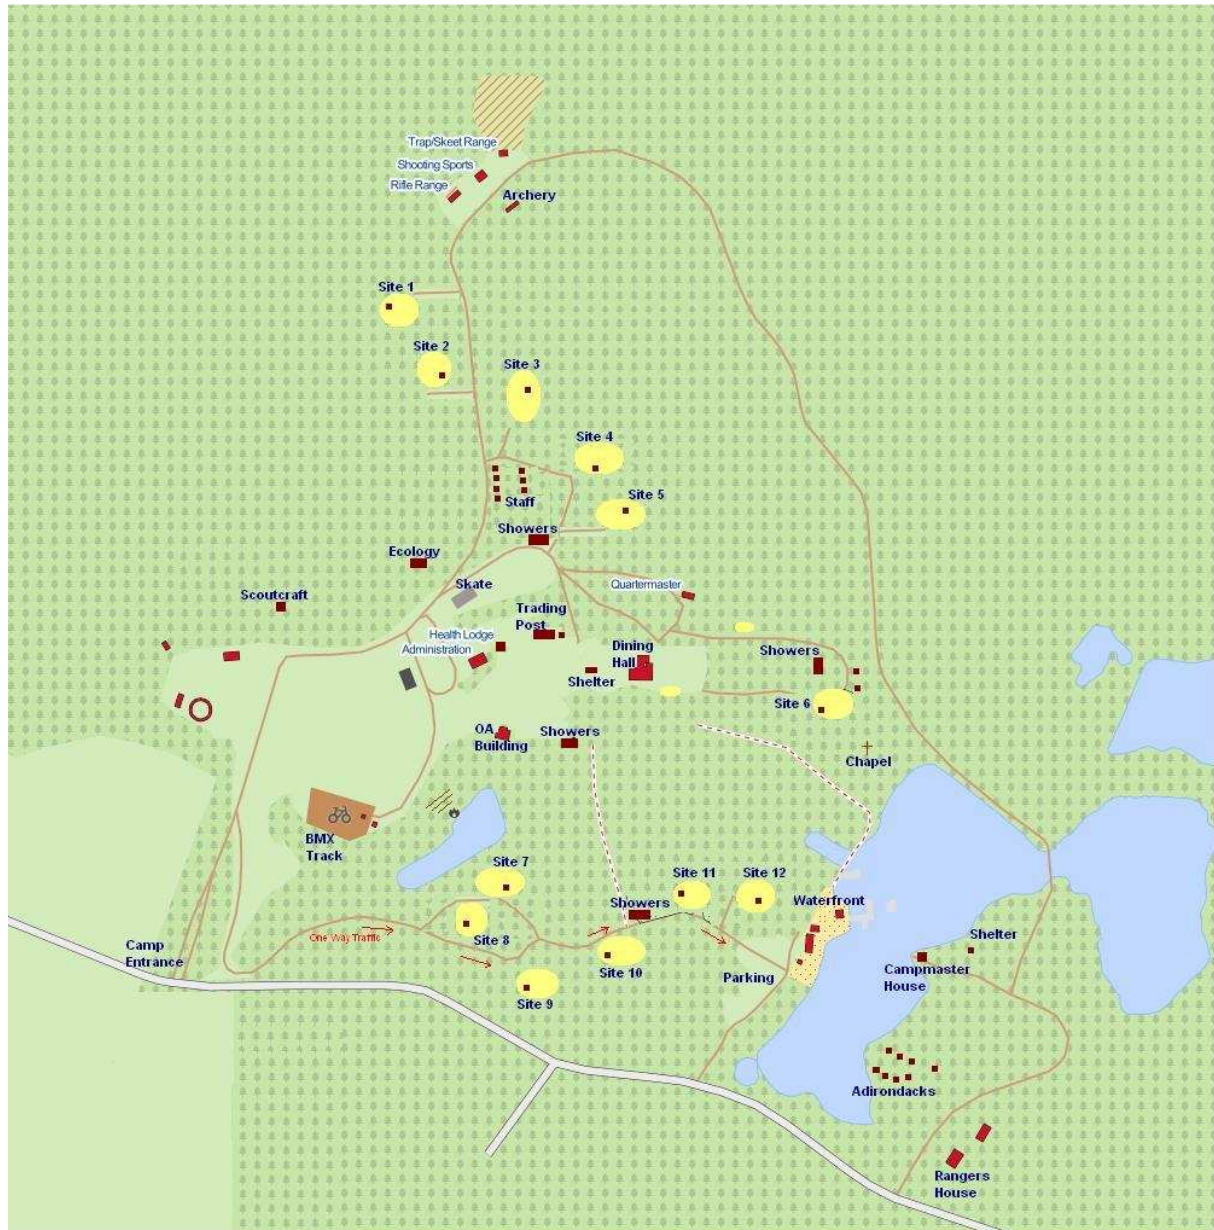 Trap/Skeet Range
Shooting Sports
Rifle Range
Archery
Site 1
Site 2
Site 3
Site 4
Site 5
Staff
Showers
Ecology
Skate
Scoutcraft
Quartermaster
Trading
Post
Health Lodge
Administration
Dining
Hall
Showers
Shelter
Site 6
OA
Building
Showers
Chapel
BMX
Track
Site 7
Site 11
Site 12
Showers
Waterfront
One Way Traffic
Site 8
Camp
Entrance
Shelter
Site 10
Parking
Campmaster
House
Site 9
Adirondacks
Rangers
House